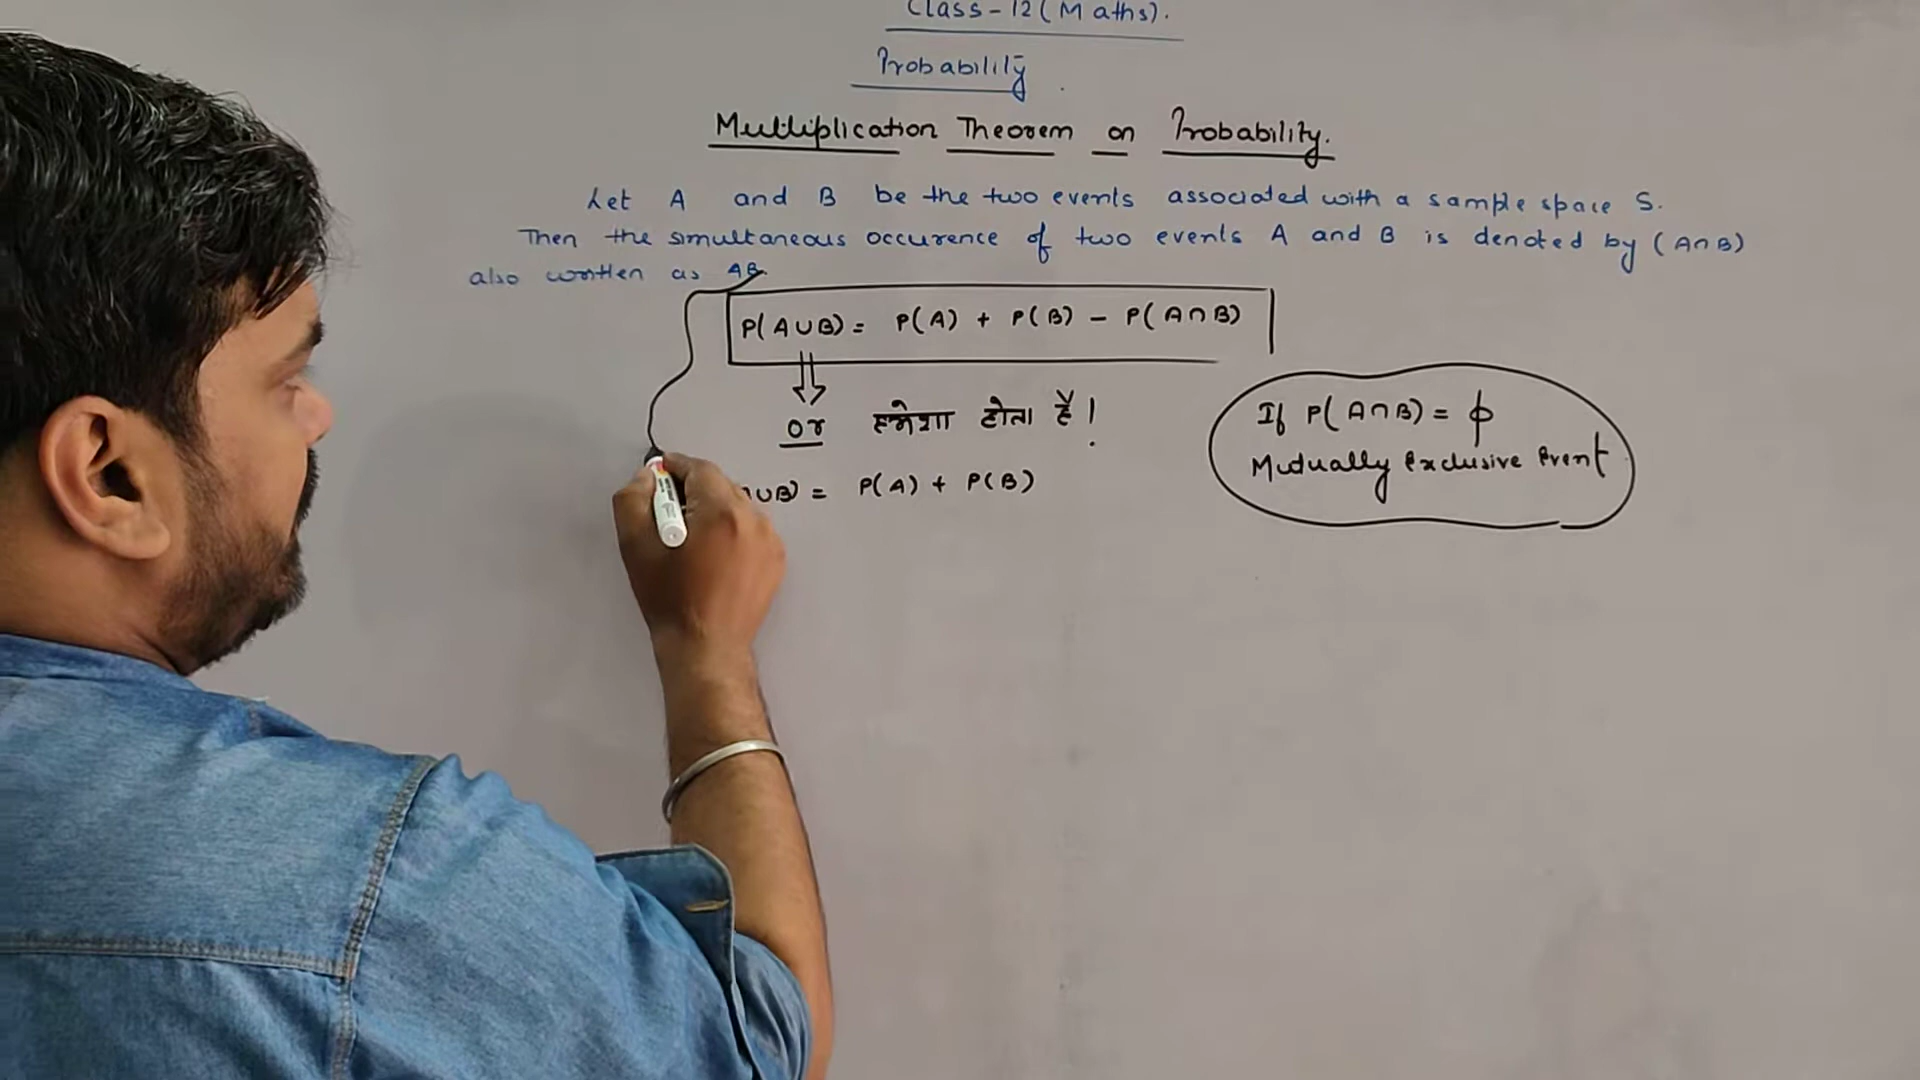 Class-12 (Maths).
Probability
Multiplication Theorem on Probability.
Let A and B be the two events associated with a sample space S.
Then the simultaneous occurence of two events A and B is denoted by (A∩B)
also written as AB.
P(A∪B) = P(A) + P(B) - P(A∩B)
or हमेशा होता है!
∪B) = P(A) + P(B)
If P(A∩B) = ϕ
Mutually exclusive Event